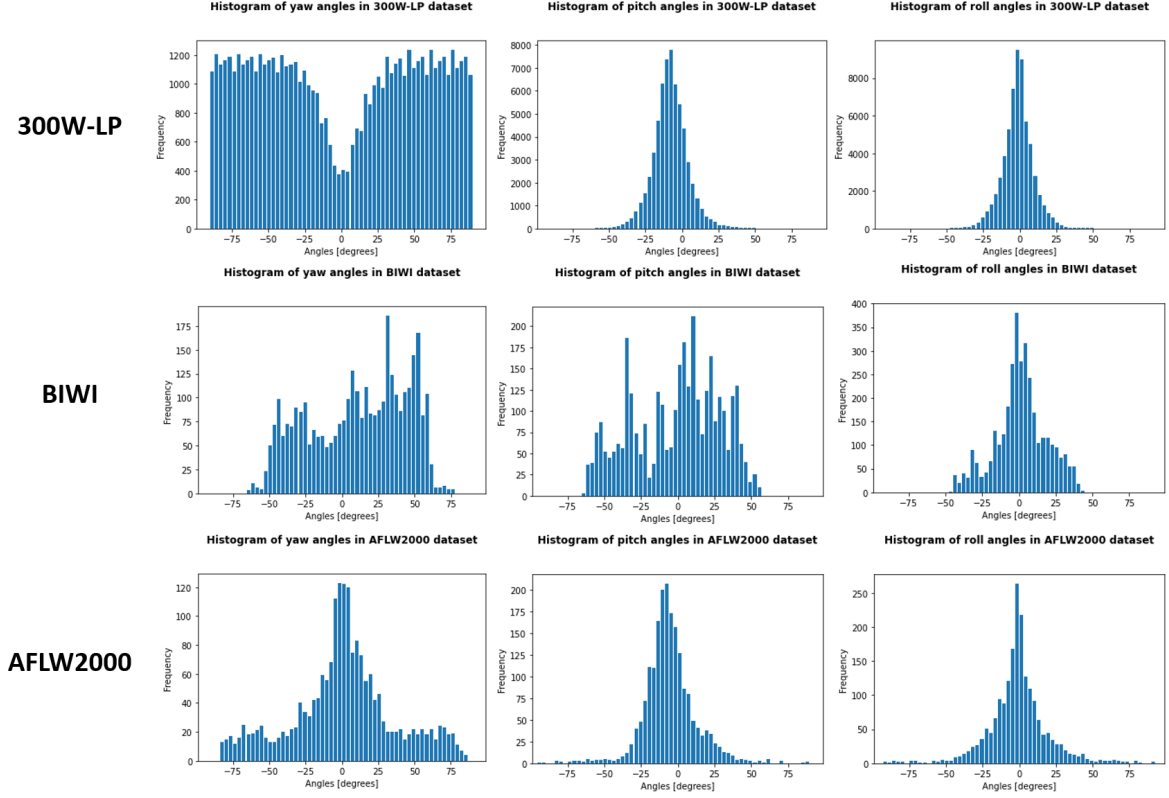 Histogram of yaw angles in 300W-LP dataset
Histogram of pitch angles in 300W-LP dataset
Histogram of roll angles in 300W-LP dataset
300W-LP
Frequency
1200
1000
800
600
400
200
0
−75 −50 −25 0 25 50 75
Angles [degrees]
Frequency
8000
7000
6000
5000
4000
3000
2000
1000
0
−75 −50 −25 0 25 50 75
Angles [degrees]
Frequency
8000
6000
4000
2000
0
−75 −50 −25 0 25 50 75
Angles [degrees]
Histogram of yaw angles in BIWI dataset
Histogram of pitch angles in BIWI dataset
Histogram of roll angles in BIWI dataset
BIWI
Frequency
175
150
125
100
75
50
25
0
−75 −50 −25 0 25 50 75
Angles [degrees]
Frequency
200
175
150
125
100
75
50
25
0
−75 −50 −25 0 25 50 75
Angles [degrees]
Frequency
400
350
300
250
200
150
100
50
0
−75 −50 −25 0 25 50 75
Angles [degrees]
Histogram of yaw angles in AFLW2000 dataset
Histogram of pitch angles in AFLW2000 dataset
Histogram of roll angles in AFLW2000 dataset
AFLW2000
Frequency
120
100
80
60
40
20
0
−75 −50 −25 0 25 50 75
Angles [degrees]
Frequency
200
175
150
125
100
75
50
25
0
−75 −50 −25 0 25 50 75
Angles [degrees]
Frequency
250
200
150
100
50
0
−75 −50 −25 0 25 50 75
Angles [degrees]